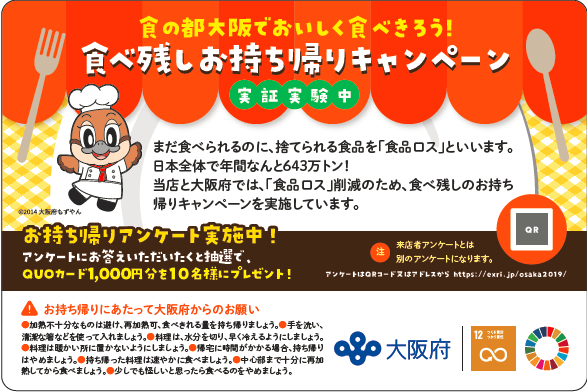 食の都大阪でおいしく食べきろう!
食べ残しお持ち帰りキャンペーン
実証実験中
まだ食べられるのに、捨てられる食品を「食品ロス」といいます。
日本全体で年間なんと643万トン!
当店と大阪府では、「食品ロス」削減のため、食べ残しのお持ち
帰りキャンペーンを実施しています。
©2014 大阪府もずやん
お持ち帰りアンケート実施中!
アンケートにお答えいただいたくと抽選で、
QUOカード1,000円分を10名様にプレゼント!
QR
注 来店者アンケートとは
別のアンケートになります。
アンケートはQRコード又はアドレスから https://exri.jp/osaka2019/
お持ち帰りにあたって大阪府からのお願い
●加熱不十分なものは避け、再加熱可、食べきれる量を持ち帰りましょう。●手を洗い、
清潔な箸などを使って入れましょう。●料理は、水分を切り、早く冷えるようにしましょう。
●料理は暖かい所に置かないようにしましょう。●帰宅に時間がかかる場合、持ち帰り
はやめましょう。●持ち帰った料理は速やかに食べましょう。●中心部まで十分に再加
熱してから食べましょう。●少しでも怪しいと思ったら食べるのをやめましょう。
大阪府
12 つくる責任
つかう責任